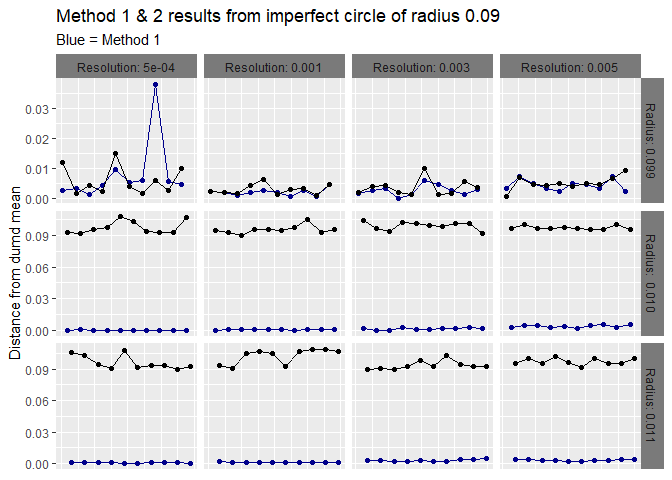 Method 1 & 2 results from imperfect circle of radius 0.09
Blue = Method 1
Resolution: 5e-04 Resolution: 0.001 Resolution: 0.003 Resolution: 0.005
Distance from dumd mean
0.03
0.02
0.01
0.00
Radius: 0.099
0.09
0.06
0.03
0.00
Radius: 0.010
0.09
0.06
0.03
0.00
Radius: 0.011